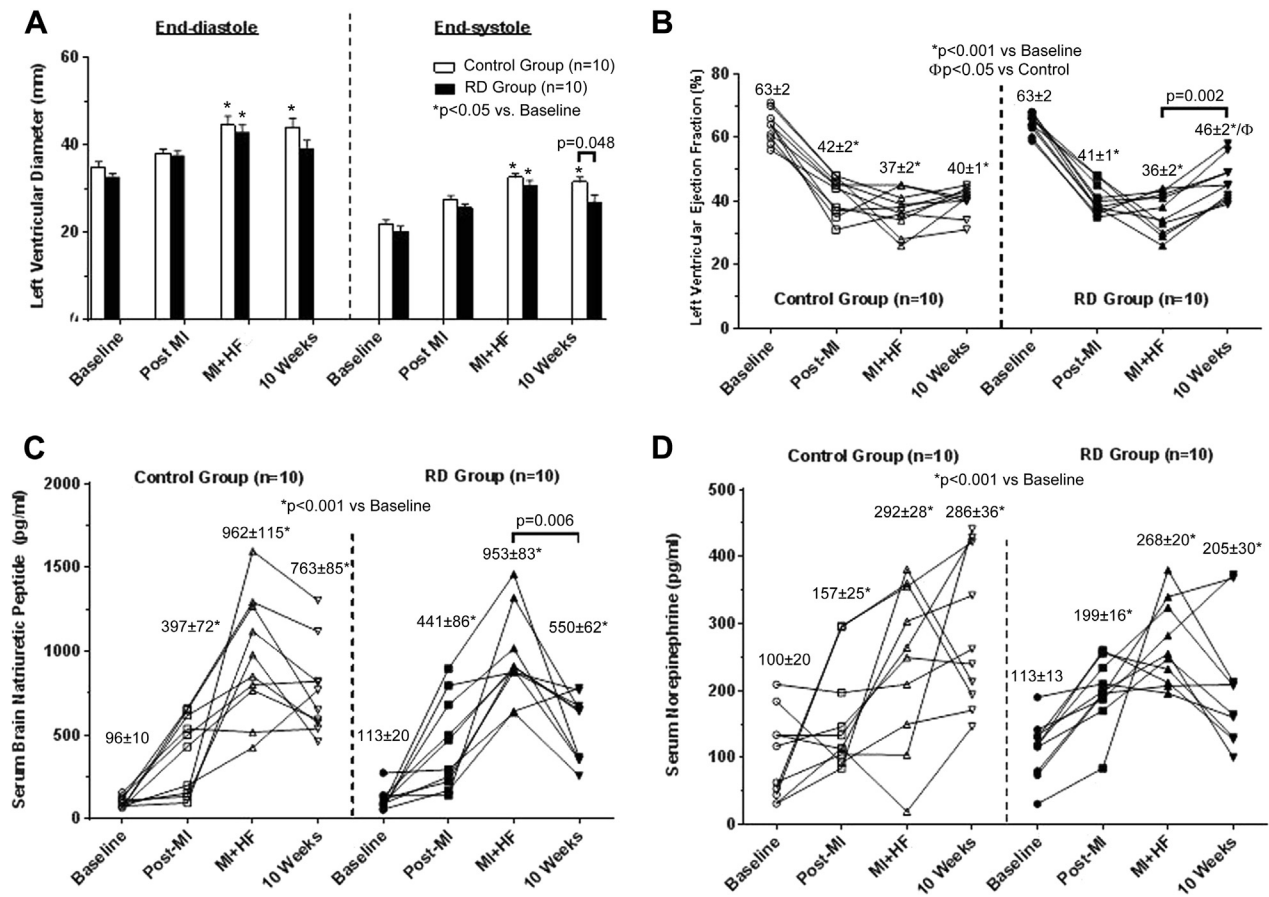 A
End-diastole
End-systole
Control Group (n=10)
RD Group (n=10)
*p<0.05 vs. Baseline
Left Ventricular Diameter (mm)
60
40
20
* * *
p=0.048
* * *
Baseline
Post MI
MI+HF
10 Weeks
Baseline
Post MI
MI+HF
10 Weeks
B
*p<0.001 vs Baseline
Φp<0.05 vs Control
Left Ventricular Ejection Fraction (%)
80
60
40
20
0
63±2
42±2*
37±2*
40±1*
63±2
41±1*
36±2*
p=0.002
46±2*/Φ
Control Group (n=10)
RD Group (n=10)
Baseline
Post-MI
MI+HF
10 Weeks
Baseline
Post-MI
MI+HF
10 Weeks
C
Control Group (n=10)
RD Group (n=10)
*p<0.001 vs Baseline
Serum Brain Natriuretic Peptide (pg/ml)
2000
1500
1000
500
0
96±10
397±72*
962±115*
763±85*
113±20
441±86*
953±83*
p=0.006
550±62*
Baseline
Post-MI
MI+HF
10 Weeks
Baseline
Post-MI
MI+HF
10 Weeks
D
Control Group (n=10)
RD Group (n=10)
*p<0.001 vs Baseline
Serum Norepinephrine (pg/ml)
500
400
300
200
100
0
100±20
157±25*
292±28*
286±36*
113±13
199±16*
268±20*
205±30*
Baseline
Post-MI
MI+HF
10 Weeks
Baseline
Post-MI
MI+HF
10 Weeks